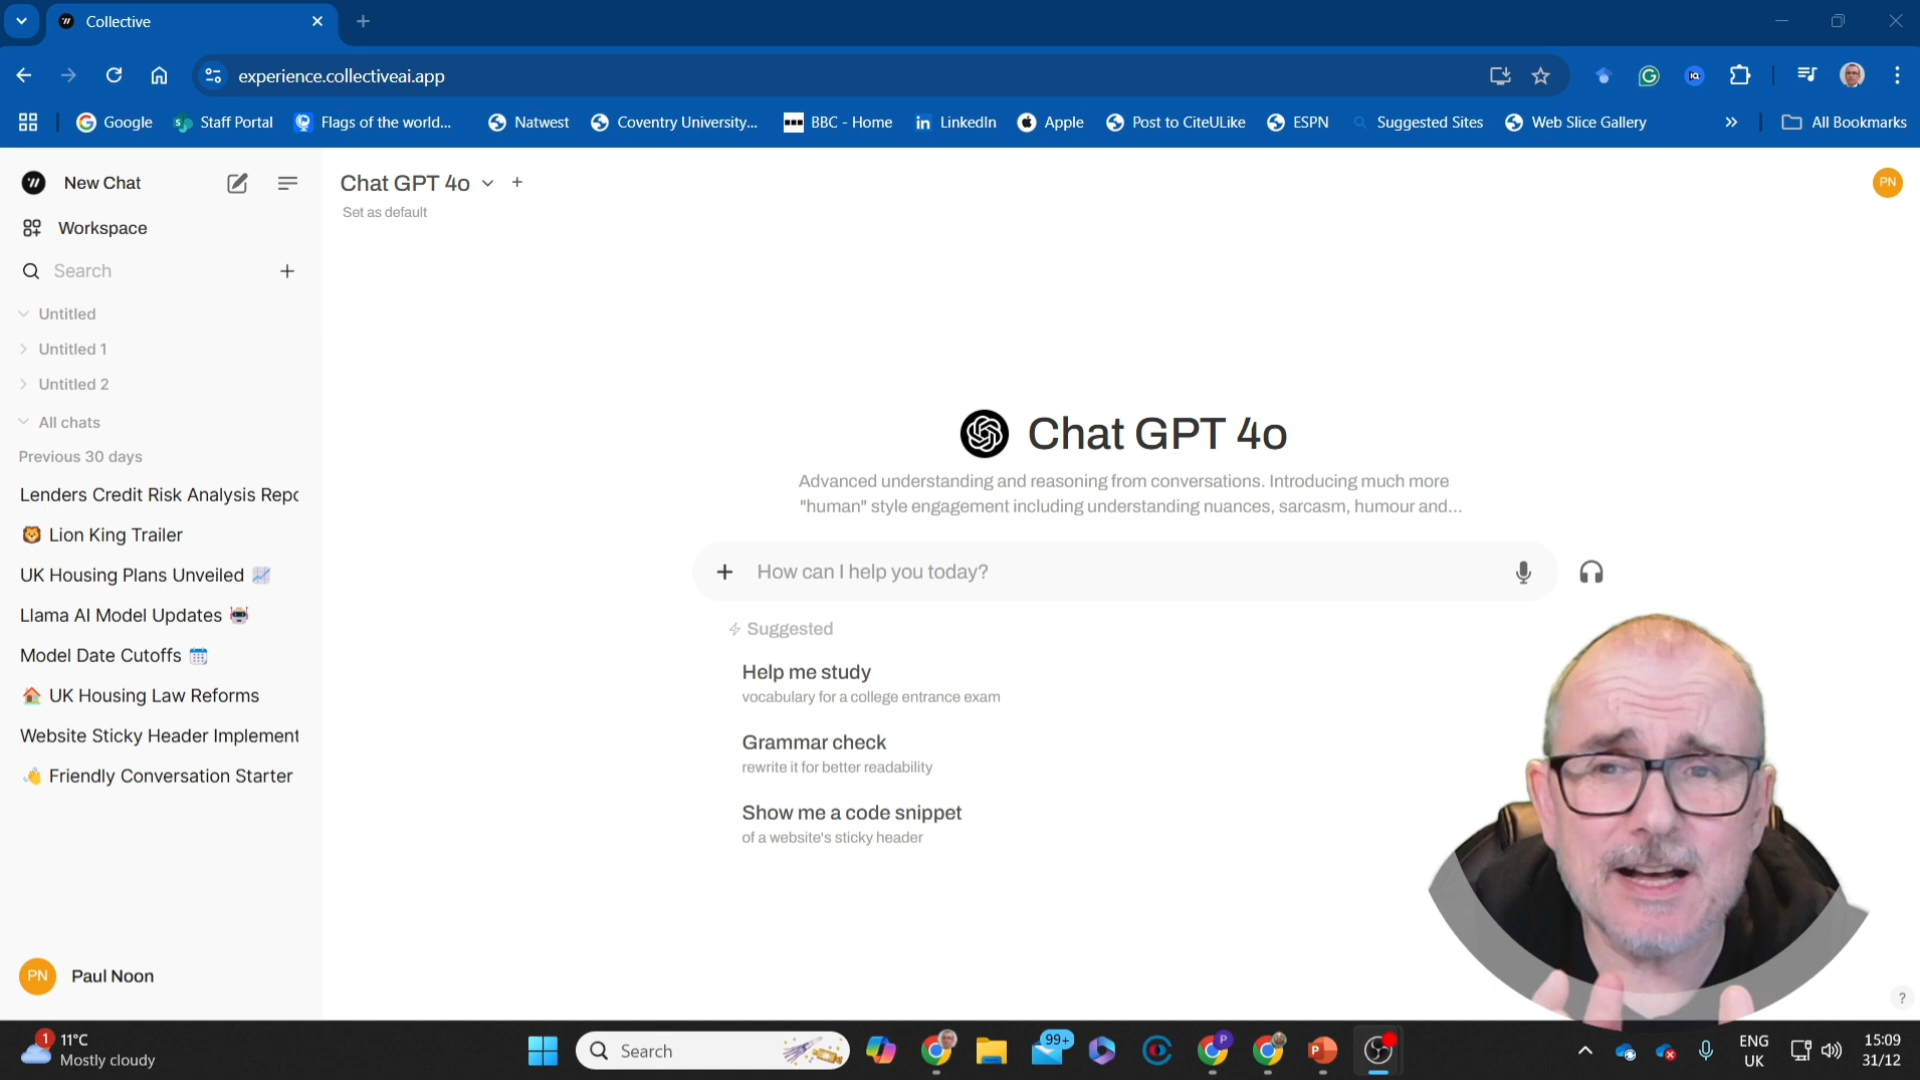 Collective
experience.collectiveai.app
Google
Staff Portal
Flags of the world...
Natwest
Coventry University...
BBC - Home
LinkedIn
Apple
Post to CiteULike
ESPN
Suggested Sites
Web Slice Gallery
»
All Bookmarks
New Chat
Chat GPT 4o
PN
Set as default
Workspace
Search
Untitled
Untitled 1
Untitled 2
All chats
Previous 30 days
Lenders Credit Risk Analysis Repo
Lion King Trailer
UK Housing Plans Unveiled
Llama AI Model Updates
Model Date Cutoffs
UK Housing Law Reforms
Website Sticky Header Implement
Friendly Conversation Starter
Chat GPT 4o
Advanced understanding and reasoning from conversations. Introducing much more
"human" style engagement including understanding nuances, sarcasm, humour and...
How can I help you today?
Suggested
Help me study
vocabulary for a college entrance exam
Grammar check
rewrite it for better readability
Show me a code snippet
of a website's sticky header
PN
Paul Noon
?
1
11°C
Mostly cloudy
Search
99+
P
ENG
UK
15:09
31/12